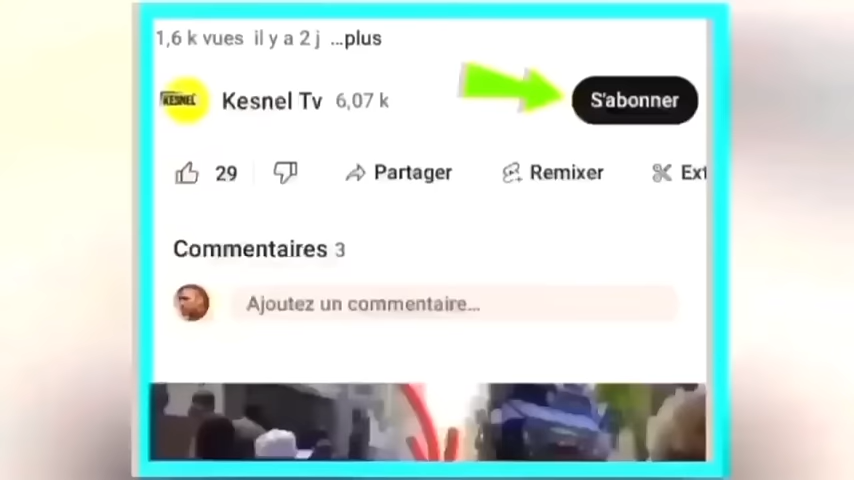 1,6 k vues il y a 2 j ...plus
KESNEL
Kesnel Tv 6,07 k
S'abonner
29 Partager Remixer Ext
Commentaires 3
Ajoutez un commentaire...